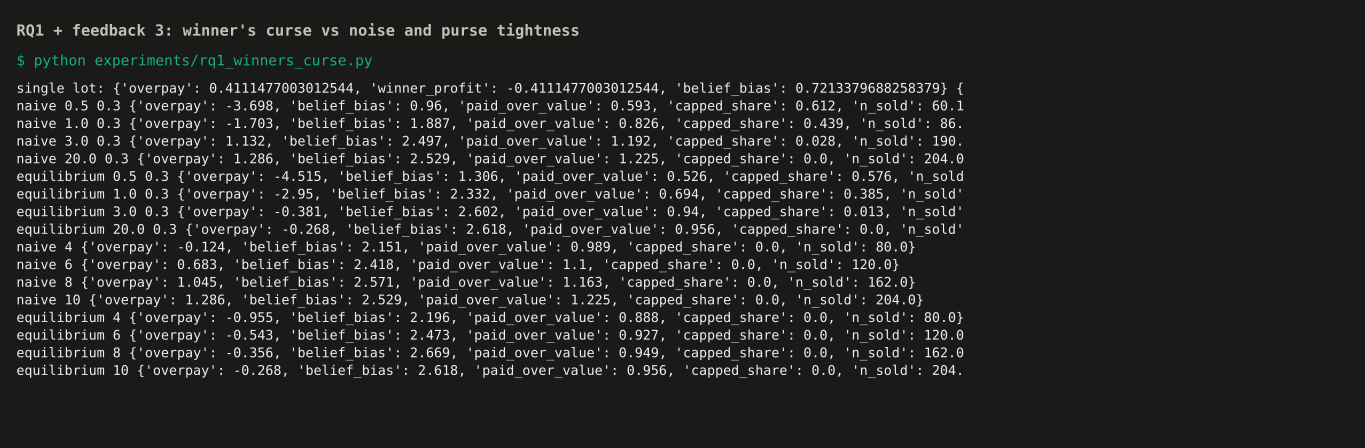 RQ1 + feedback 3: winner's curse vs noise and purse tightness
$ python experiments/rq1_winners_curse.py
single lot: {'overpay': 0.4111477003012544, 'winner_profit': -0.4111477003012544, 'belief_bias': 0.7213379688258379} {
naive 0.5 0.3 {'overpay': -3.698, 'belief_bias': 0.96, 'paid_over_value': 0.593, 'capped_share': 0.612, 'n_sold': 60.1
naive 1.0 0.3 {'overpay': -1.703, 'belief_bias': 1.887, 'paid_over_value': 0.826, 'capped_share': 0.439, 'n_sold': 86.
naive 3.0 0.3 {'overpay': 1.132, 'belief_bias': 2.497, 'paid_over_value': 1.192, 'capped_share': 0.028, 'n_sold': 190.
naive 20.0 0.3 {'overpay': 1.286, 'belief_bias': 2.529, 'paid_over_value': 1.225, 'capped_share': 0.0, 'n_sold': 204.0
equilibrium 0.5 0.3 {'overpay': -4.515, 'belief_bias': 1.306, 'paid_over_value': 0.526, 'capped_share': 0.576, 'n_sold
equilibrium 1.0 0.3 {'overpay': -2.95, 'belief_bias': 2.332, 'paid_over_value': 0.694, 'capped_share': 0.385, 'n_sold'
equilibrium 3.0 0.3 {'overpay': -0.381, 'belief_bias': 2.602, 'paid_over_value': 0.94, 'capped_share': 0.013, 'n_sold'
equilibrium 20.0 0.3 {'overpay': -0.268, 'belief_bias': 2.618, 'paid_over_value': 0.956, 'capped_share': 0.0, 'n_sold'
naive 4 {'overpay': -0.124, 'belief_bias': 2.151, 'paid_over_value': 0.989, 'capped_share': 0.0, 'n_sold': 80.0}
naive 6 {'overpay': 0.683, 'belief_bias': 2.418, 'paid_over_value': 1.1, 'capped_share': 0.0, 'n_sold': 120.0}
naive 8 {'overpay': 1.045, 'belief_bias': 2.571, 'paid_over_value': 1.163, 'capped_share': 0.0, 'n_sold': 162.0}
naive 10 {'overpay': 1.286, 'belief_bias': 2.529, 'paid_over_value': 1.225, 'capped_share': 0.0, 'n_sold': 204.0}
equilibrium 4 {'overpay': -0.955, 'belief_bias': 2.196, 'paid_over_value': 0.888, 'capped_share': 0.0, 'n_sold': 80.0}
equilibrium 6 {'overpay': -0.543, 'belief_bias': 2.473, 'paid_over_value': 0.927, 'capped_share': 0.0, 'n_sold': 120.0
equilibrium 8 {'overpay': -0.356, 'belief_bias': 2.669, 'paid_over_value': 0.949, 'capped_share': 0.0, 'n_sold': 162.0
equilibrium 10 {'overpay': -0.268, 'belief_bias': 2.618, 'paid_over_value': 0.956, 'capped_share': 0.0, 'n_sold': 204.